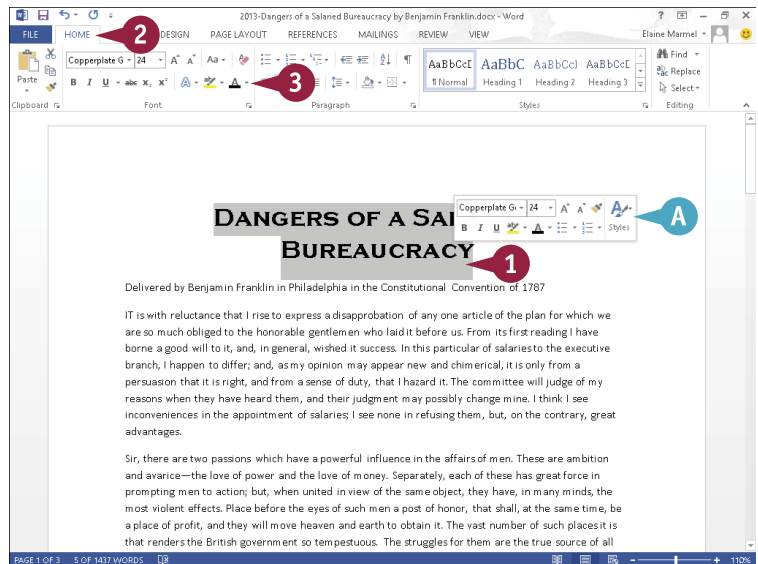 2013-Dangers of a Salaried Bureaucracy by Benjamin Franklin.docx - Word
FILE HOME 2 DESIGN PAGE LAYOUT REFERENCES MAILINGS REVIEW VIEW Elaine Marmel
Paste
Copperplate G 24 A A Aa
B I U abc x₂ x² A aby A 3
AaBbCcI AaBbC AaBbCcI AaBbCcI
¶ Normal Heading 1 Heading 2 Heading 3
Find
Replace
Select
Clipboard Font Paragraph Styles Editing
Copperplate G 24 A A
B I U aby A Styles
A
DANGERS OF A SAL
BUREAUCRACY
1
Delivered by Benjamin Franklin in Philadelphia in the Constitutional Convention of 1787
IT is with reluctance that I rise to express a disapprobation of any one article of the plan for which we
are so much obliged to the honorable gentlemen who laid it before us. From its first reading I have
borne a good will to it, and, in general, wished it success. In this particular of salaries to the executive
branch, I happen to differ; and, as my opinion may appear new and chimerical, it is only from a
persuasion that it is right, and from a sense of duty, that I hazard it. The committee will judge of my
reasons when they have heard them, and their judgment may possibly change mine. I think I see
inconveniences in the appointment of salaries; I see none in refusing them, but, on the contrary, great
advantages.
Sir, there are two passions which have a powerful influence in the affairs of men. These are ambition
and avarice—the love of power and the love of money. Separately, each of these has great force in
prompting men to action; but, when united in view of the same object, they have, in many minds, the
most violent effects. Place before the eyes of such men a post of honor, that shall, at the same time, be
a place of profit, and they will move heaven and earth to obtain it. The vast number of such places it is
that renders the British government so tempestuous. The struggles for them are the true source of all
PAGE 1 OF 3 5 OF 1437 WORDS 110%